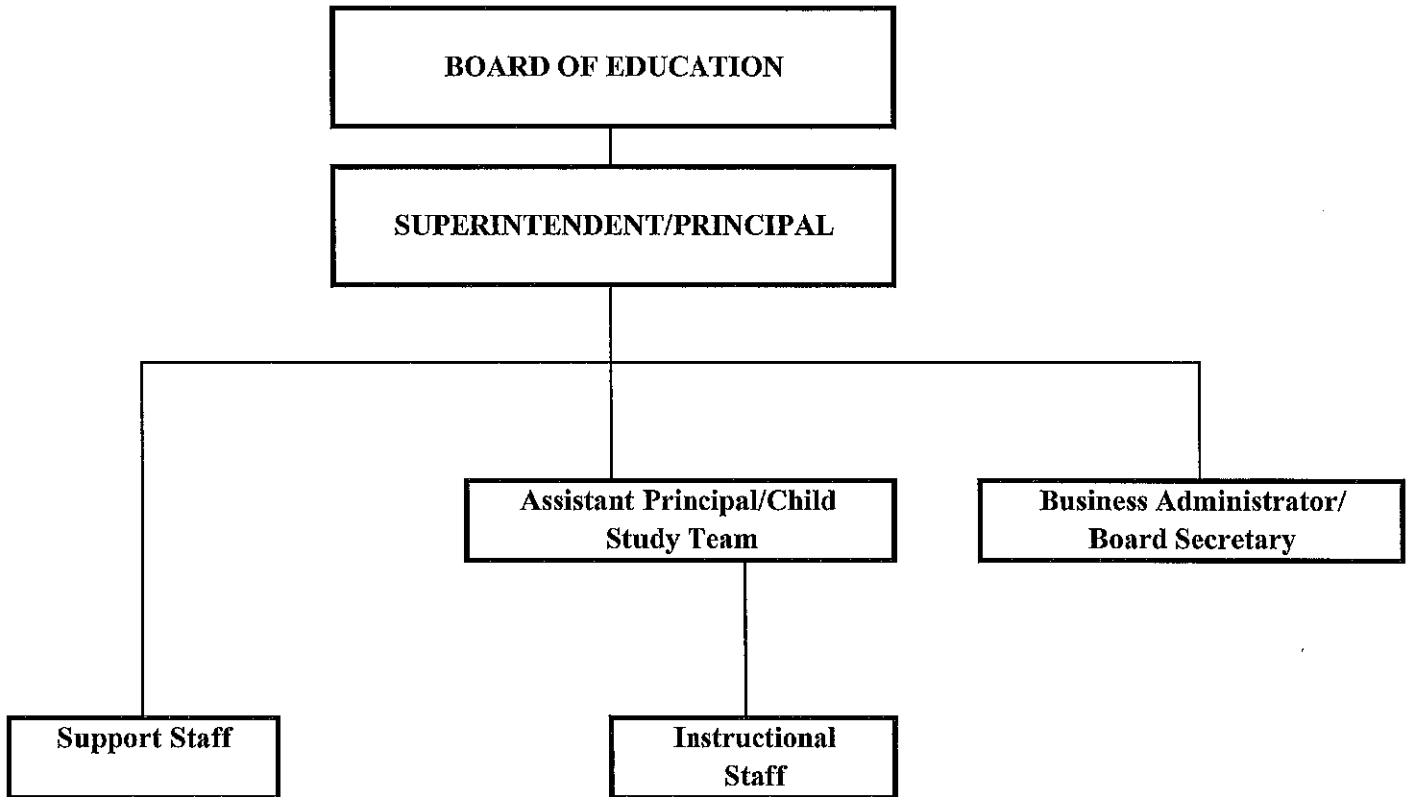 BOARD OF EDUCATION
SUPERINTENDENT/PRINCIPAL
Assistant Principal/Child
Study Team
Business Administrator/
Board Secretary
Support Staff
Instructional
Staff